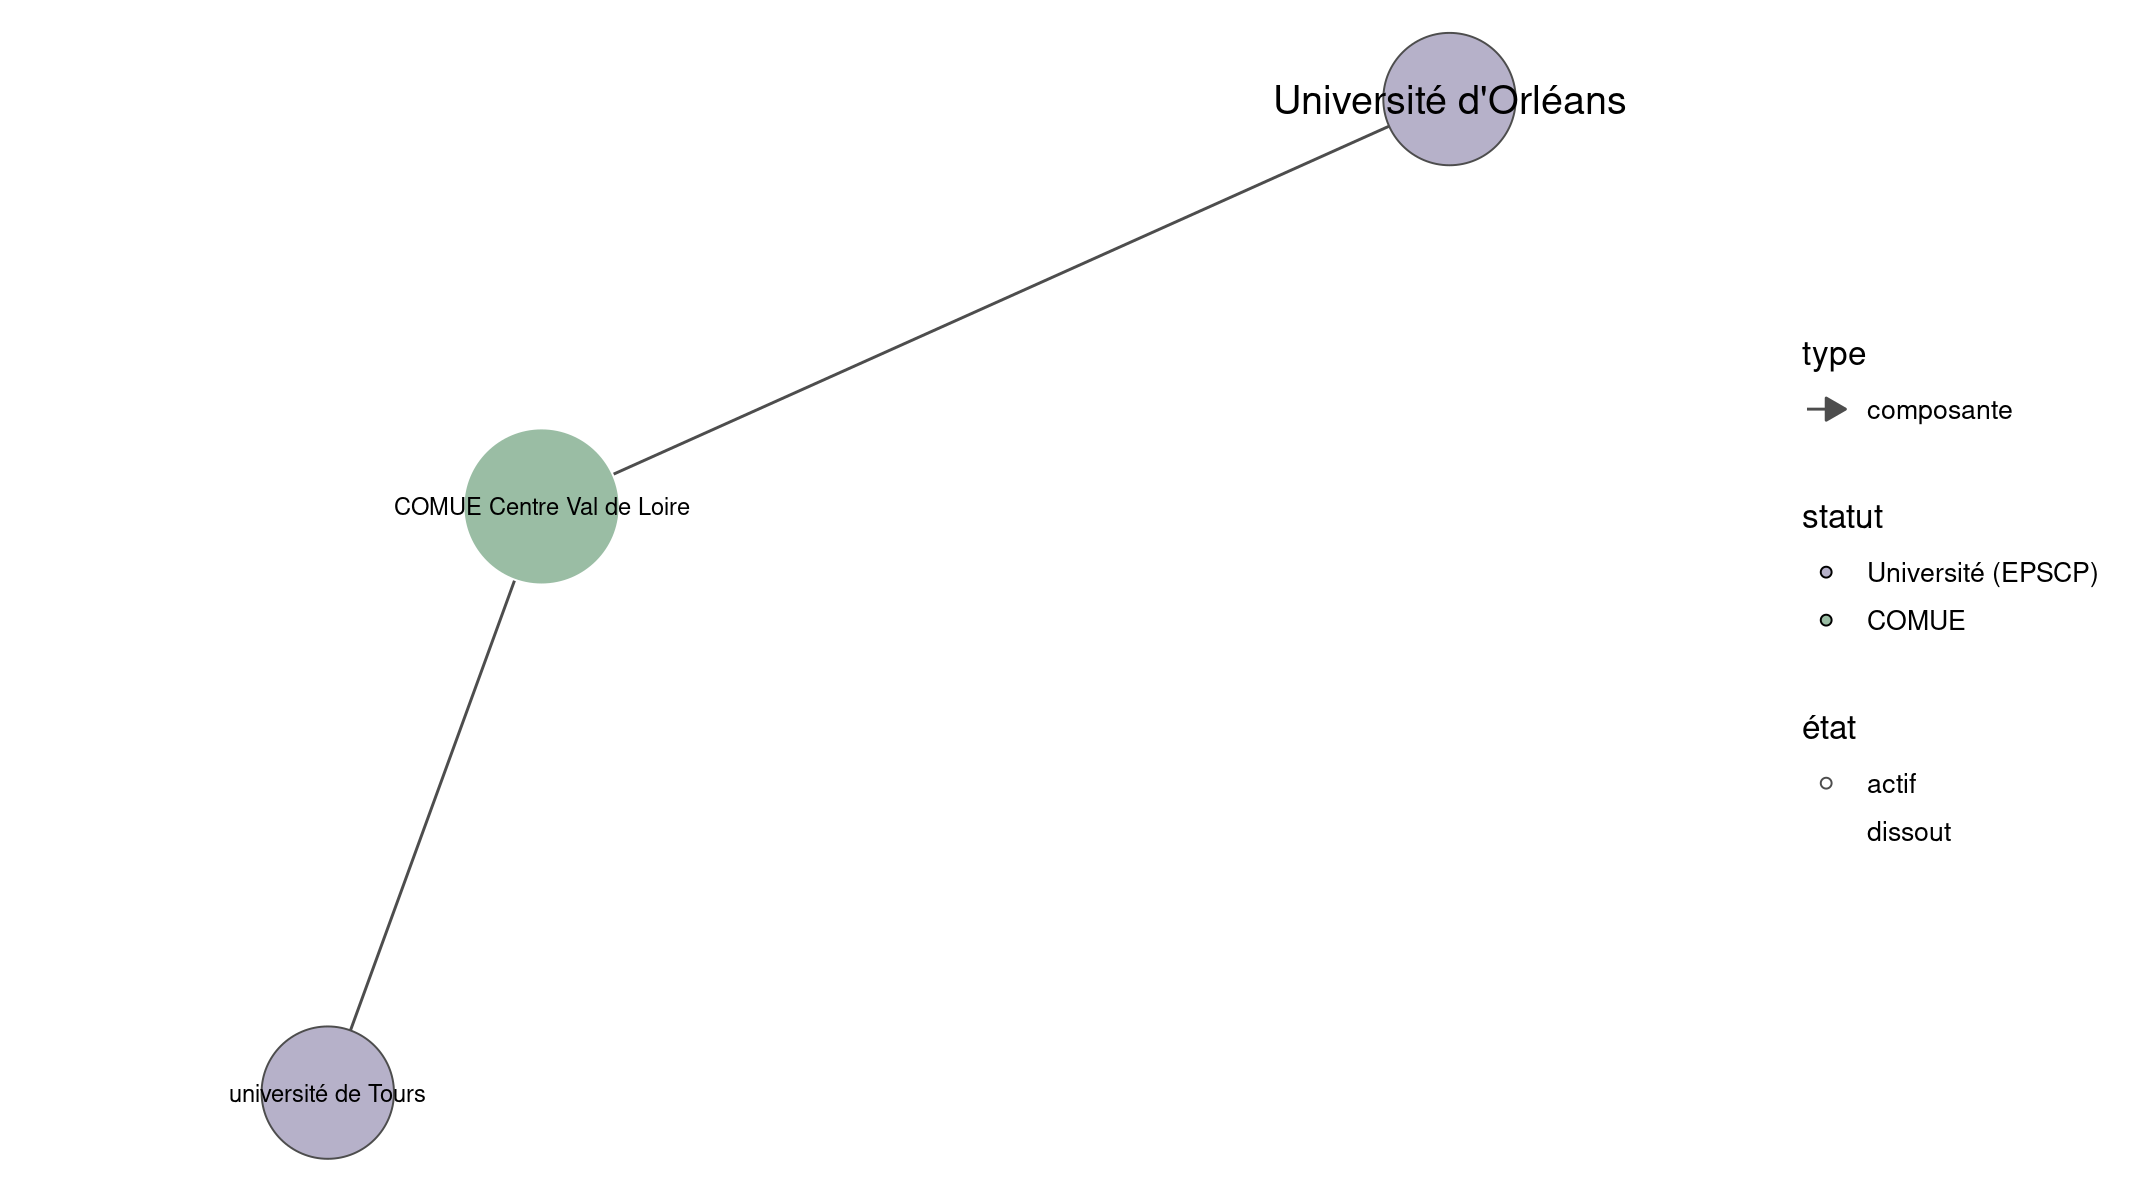 Université d'Orléans
COMUE Centre Val de Loire
université de Tours
type
composante
statut
Université (EPSCP)
COMUE
état
actif
dissout